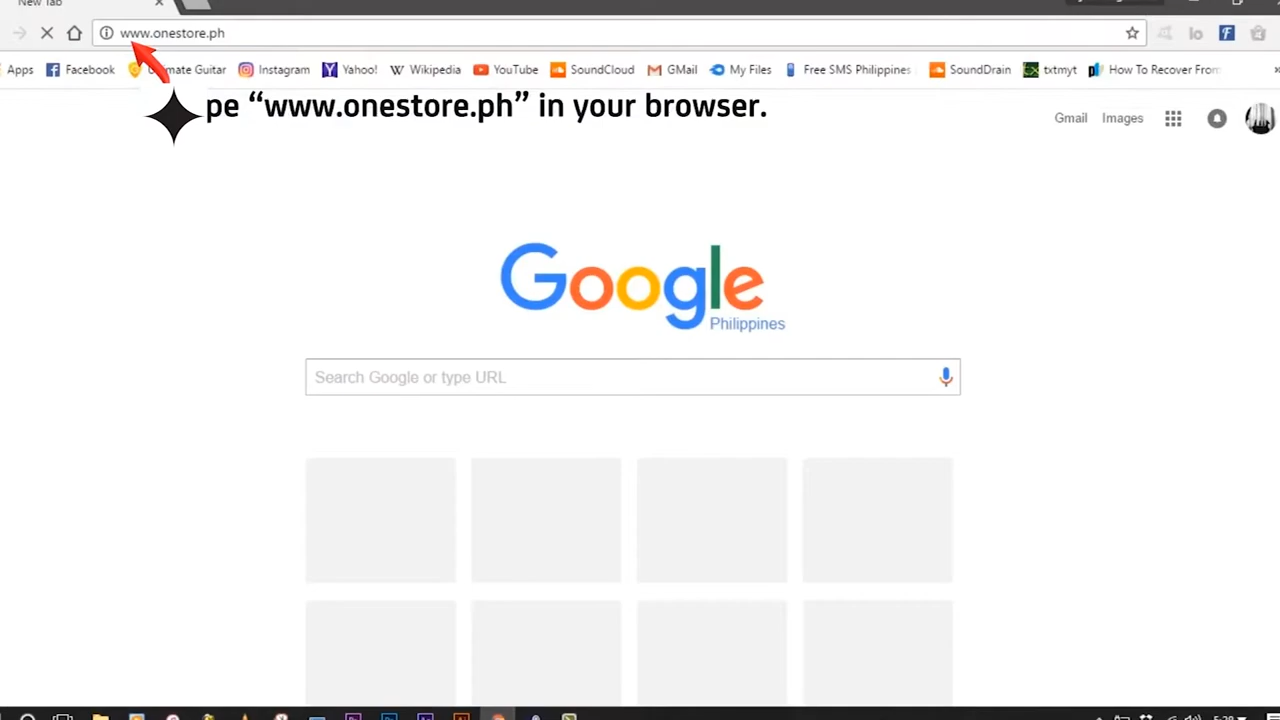 New Tab
www.onestore.ph
Apps Facebook Ultimate Guitar Instagram Yahoo! Wikipedia YouTube SoundCloud GMail My Files Free SMS Philippines SoundDrain txtmyt How To Recover From
pe “www.onestore.ph” in your browser.
Gmail Images
Google
Philippines
Search Google or type URL